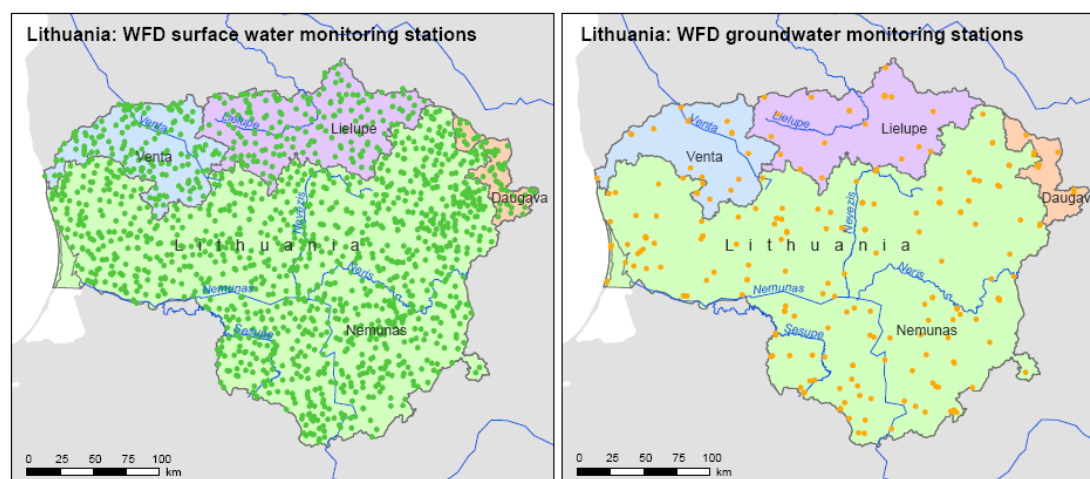 Lithuania: WFD surface water monitoring stations
Venta
Lielupe
Lielupe
Venta
Daugava
Nevezis
Lithuania
Neris
Nemunas
Nemunas
Sesupe
0 25 50 75 100
km
Lithuania: WFD groundwater monitoring stations
Venta
Lielupe
Lielupe
Venta
Daugava
Nevezis
Lithuania
Neris
Nemunas
Nemunas
Sesupe
0 25 50 75 100
km